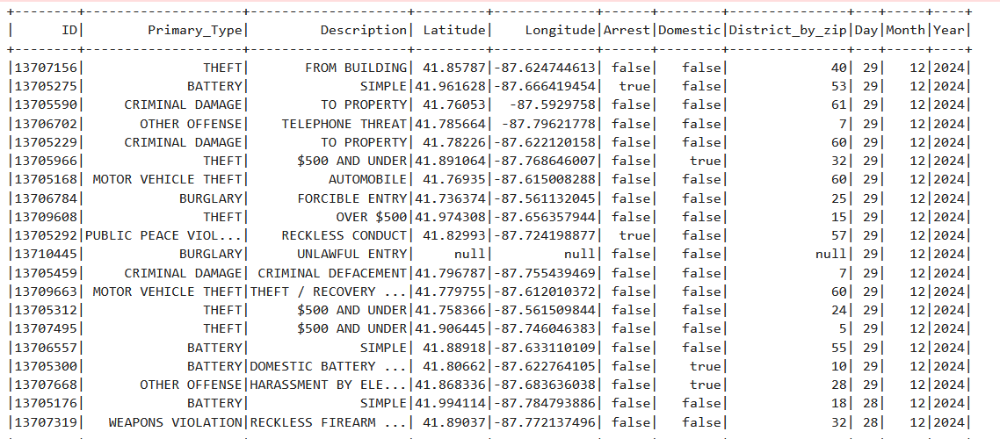 +--------+--------------------+--------------------+---------+-------------+------+--------+---------------+---+-----+----+
|      ID|        Primary_Type|         Description| Latitude|    Longitude|Arrest|Domestic|District_by_zip|Day|Month|Year|
+--------+--------------------+--------------------+---------+-------------+------+--------+---------------+---+-----+----+
|13707156|               THEFT|       FROM BUILDING| 41.85787|-87.624744613| false|   false|             40| 29|   12|2024|
|13705275|             BATTERY|              SIMPLE|41.961628|-87.666419454|  true|   false|             53| 29|   12|2024|
|13705590|     CRIMINAL DAMAGE|         TO PROPERTY| 41.76053|  -87.5929758| false|   false|             61| 29|   12|2024|
|13706702|       OTHER OFFENSE|    TELEPHONE THREAT|41.785664| -87.79621778| false|   false|              7| 29|   12|2024|
|13705229|     CRIMINAL DAMAGE|         TO PROPERTY| 41.78226|-87.622120158| false|   false|             60| 29|   12|2024|
|13705966|               THEFT|      $500 AND UNDER|41.891064|-87.768646007| false|    true|             32| 29|   12|2024|
|13705168| MOTOR VEHICLE THEFT|          AUTOMOBILE| 41.76935|-87.615008288| false|   false|             60| 29|   12|2024|
|13706784|            BURGLARY|      FORCIBLE ENTRY|41.736374|-87.561132045| false|   false|             25| 29|   12|2024|
|13709608|               THEFT|           OVER $500|41.974308|-87.656357944| false|   false|             15| 29|   12|2024|
|13705292|PUBLIC PEACE VIOL...|    RECKLESS CONDUCT| 41.82993|-87.724198877|  true|   false|             57| 29|   12|2024|
|13710445|            BURGLARY|      UNLAWFUL ENTRY|     null|         null| false|   false|           null| 29|   12|2024|
|13705459|     CRIMINAL DAMAGE| CRIMINAL DEFACEMENT|41.796787|-87.755439469| false|   false|              7| 29|   12|2024|
|13709663| MOTOR VEHICLE THEFT|THEFT / RECOVERY ...|41.779755|-87.612010372| false|   false|             60| 29|   12|2024|
|13705312|               THEFT|      $500 AND UNDER|41.758366|-87.561509844| false|   false|             24| 29|   12|2024|
|13707495|               THEFT|      $500 AND UNDER|41.906445|-87.746046383| false|   false|              5| 29|   12|2024|
|13706557|             BATTERY|              SIMPLE| 41.88918|-87.633110109| false|   false|             55| 29|   12|2024|
|13705300|             BATTERY|DOMESTIC BATTERY ...| 41.80662|-87.622764105| false|    true|             10| 29|   12|2024|
|13707668|       OTHER OFFENSE|HARASSMENT BY ELE...|41.868336|-87.683636038| false|    true|             28| 29|   12|2024|
|13705176|             BATTERY|              SIMPLE|41.994114|-87.784793886| false|   false|             18| 28|   12|2024|
|13707319|    WEAPONS VIOLATION|RECKLESS FIREARM ...| 41.89037|-87.772137496| false|   false|             32| 28|   12|2024|